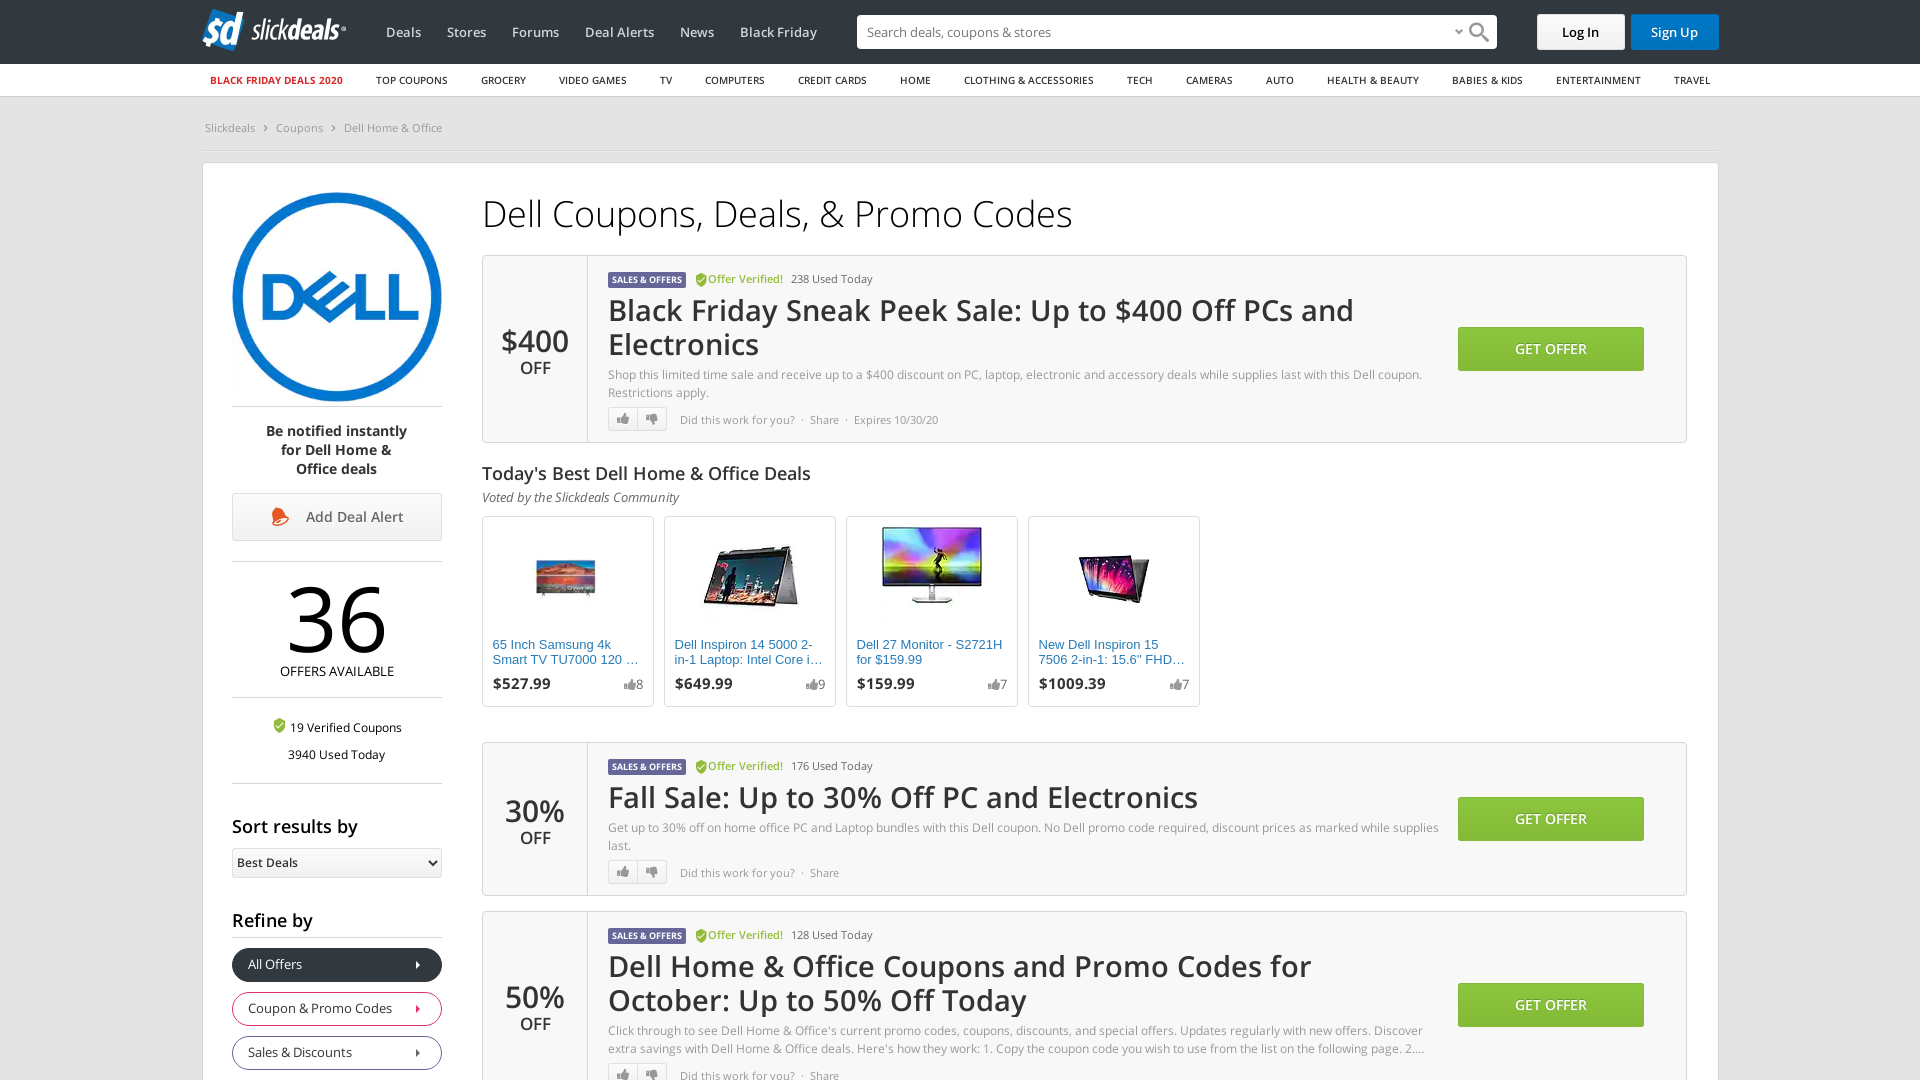 sd slickdeals
Deals Stores Forums Deal Alerts News Black Friday
Search deals, coupons & stores
Log In
Sign Up
BLACK FRIDAY DEALS 2020 TOP COUPONS GROCERY VIDEO GAMES TV COMPUTERS CREDIT CARDS HOME CLOTHING & ACCESSORIES TECH CAMERAS AUTO HEALTH & BEAUTY BABIES & KIDS ENTERTAINMENT TRAVEL
Slickdeals › Coupons › Dell Home & Office
DELL
Be notified instantly
for Dell Home &
Office deals
Add Deal Alert
36
OFFERS AVAILABLE
19 Verified Coupons
3940 Used Today
Sort results by
Best Deals
Refine by
All Offers
Coupon & Promo Codes
Sales & Discounts
Dell Coupons, Deals, & Promo Codes
$400
OFF
SALES & OFFERS Offer Verified! 238 Used Today
Black Friday Sneak Peek Sale: Up to $400 Off PCs and
Electronics
Shop this limited time sale and receive up to a $400 discount on PC, laptop, electronic and accessory deals while supplies last with this Dell coupon.
Restrictions apply.
Did this work for you? · Share · Expires 10/30/20
GET OFFER
Today's Best Dell Home & Office Deals
Voted by the Slickdeals Community
65 Inch Samsung 4k
Smart TV TU7000 120 ...
$527.99 8
Dell Inspiron 14 5000 2-
in-1 Laptop: Intel Core i...
$649.99 9
Dell 27 Monitor - S2721H
for $159.99
$159.99 7
New Dell Inspiron 15
7506 2-in-1: 15.6" FHD...
$1009.39 7
30%
OFF
SALES & OFFERS Offer Verified! 176 Used Today
Fall Sale: Up to 30% Off PC and Electronics
Get up to 30% off on home office PC and Laptop bundles with this Dell coupon. No Dell promo code required, discount prices as marked while supplies
last.
Did this work for you? · Share
GET OFFER
50%
OFF
SALES & OFFERS Offer Verified! 128 Used Today
Dell Home & Office Coupons and Promo Codes for
October: Up to 50% Off Today
Click through to see Dell Home & Office's current promo codes, coupons, discounts, and special offers. Updates regularly with new offers. Discover
extra savings with Dell Home & Office deals. Here's how they work: 1. Copy the coupon code you wish to use from the list on the following page. 2....
Did this work for you? · Share
GET OFFER